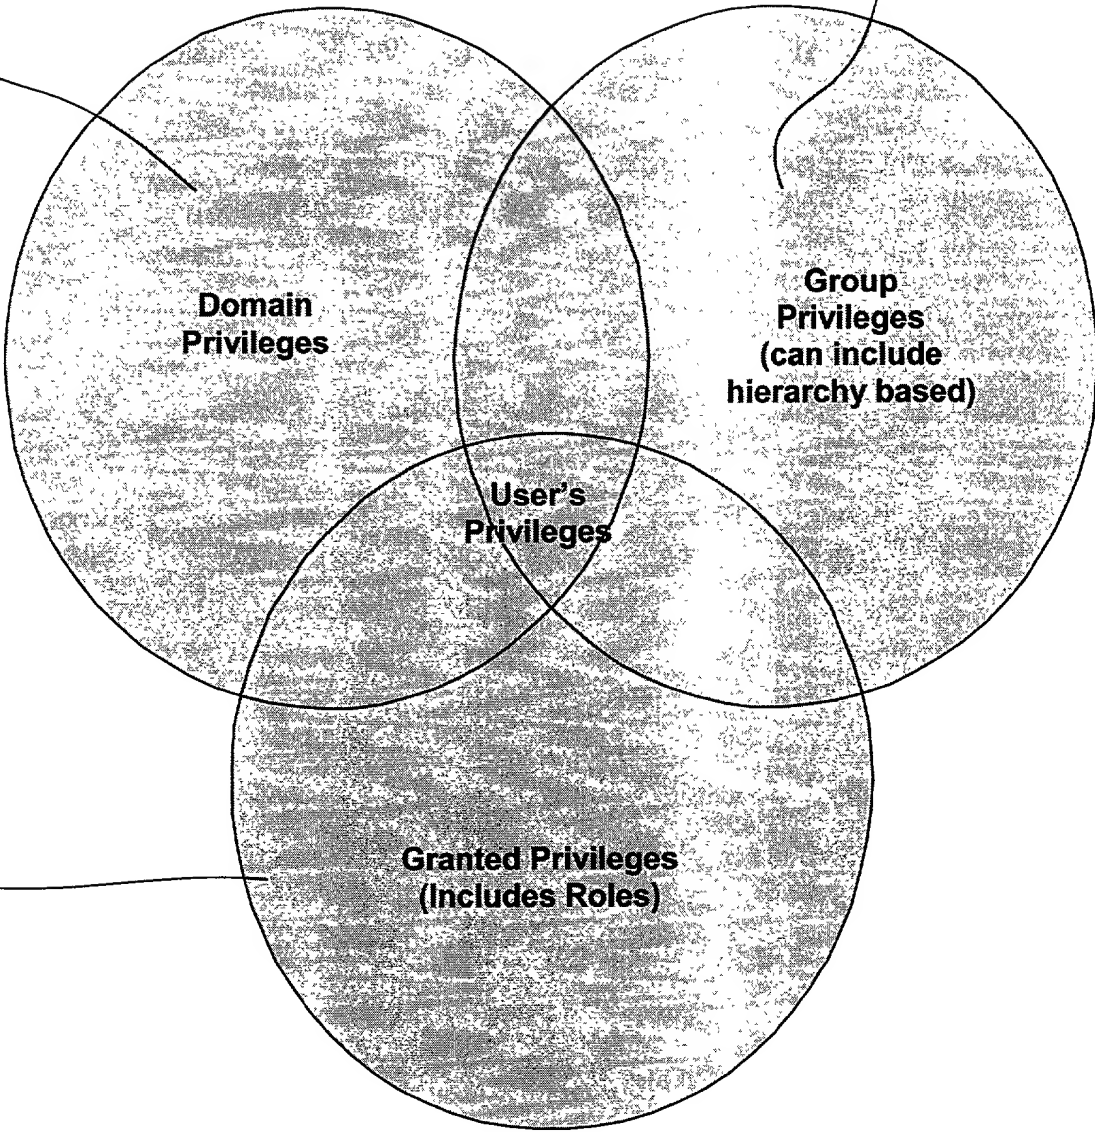 Domain
Privileges
Group
Privileges
(can include
hierarchy based)
User's
Privileges
Granted Privileges
(Includes Roles)